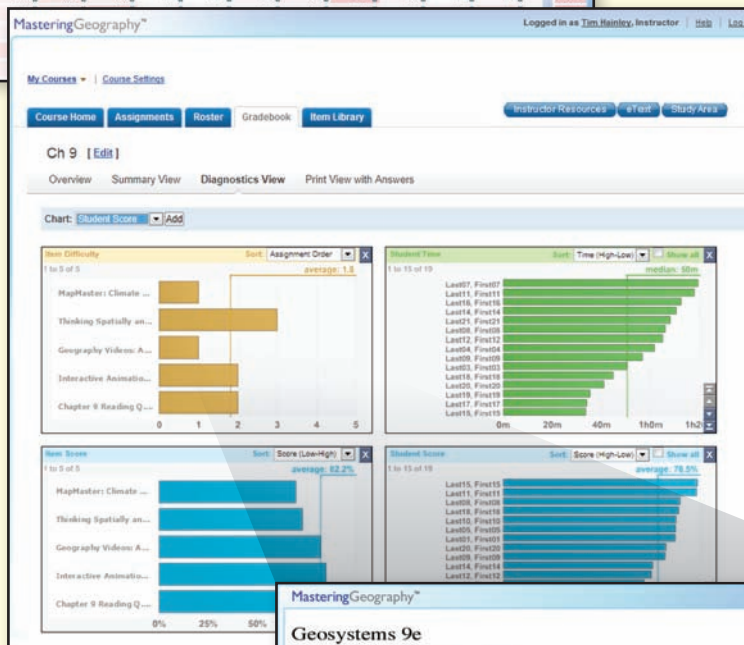 MasteringGeography™
Logged in as Tim Hainley, Instructor | Help | Log
My Courses | Course Settings
Course Home Assignments Roster Gradebook Item Library
Instructor Resources eText Study Area
Ch 9 [Edit]
Overview Summary View Diagnostics View Print View with Answers
Chart: Student Score Add
Item Difficulty Sort: Assignment Order X
1 to 5 of 5 average: 1.8
MapMaster: Climate ...
Thinking Spatially an...
Geography Videos: A...
Interactive Animatio...
Chapter 9 Reading Q...
0 1 2 3 4 5
Student Time Sort: Time (High-Low) Show all X
1 to 15 of 19 median: 50m
Last07, First07
Last11, First11
Last16, First16
Last14, First14
Last21, First21
Last08, First08
Last12, First12
Last04, First04
Last09, First09
Last03, First03
Last18, First18
Last20, First20
Last19, First19
Last17, First17
Last15, First15
0m 20m 40m 1h0m 1h2
Item Score Sort: Score (Low-High) X
1 to 5 of 5 average: 82.2%
MapMaster: Climate ...
Thinking Spatially an...
Geography Videos: A...
Interactive Animatio...
Chapter 9 Reading Q...
0% 25% 50%
Student Score Sort: Score (High-Low) Show all X
1 to 15 of 19 average: 78.5%
Last15, First15
Last11, First11
Last08, First08
Last18, First18
Last10, First10
Last05, First05
Last01, First01
Last20, First20
Last09, First09
Last14, First14
Last12, First12
MasteringGeography™
Geosystems 9e